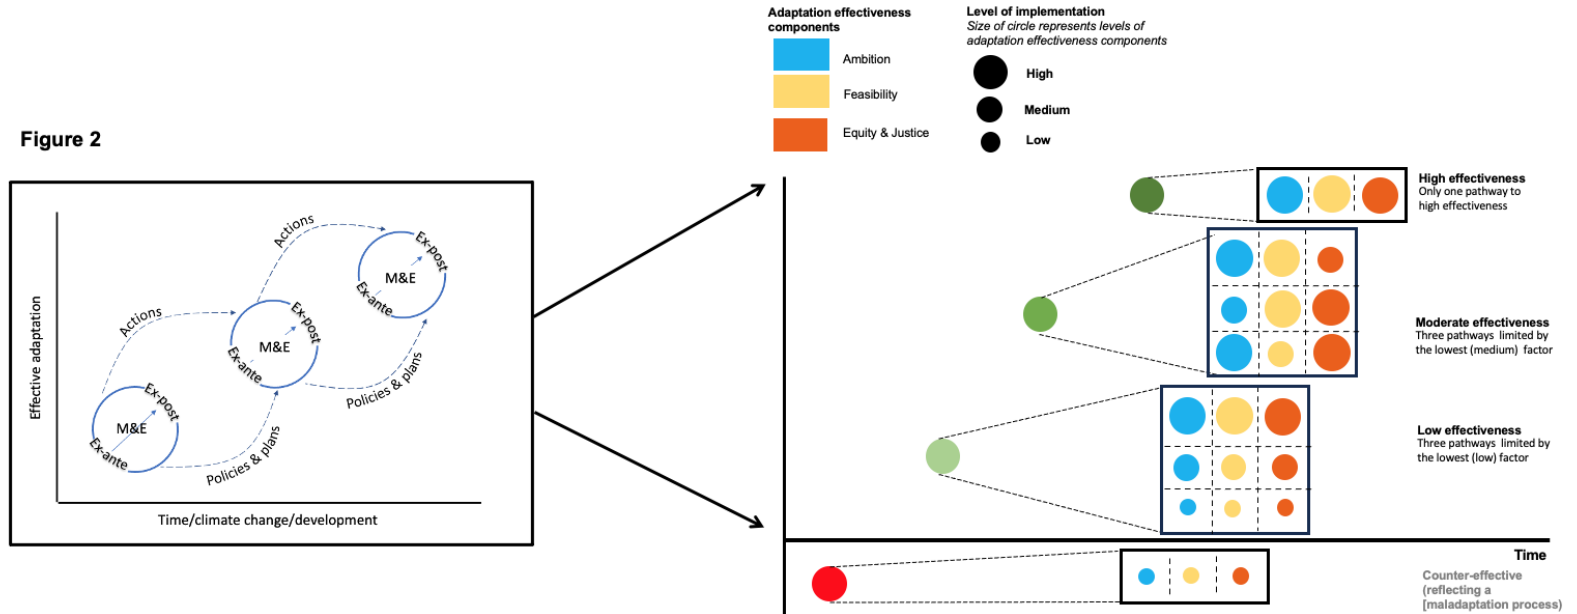 Adaptation effectiveness
components
Ambition
Feasibility
Equity & Justice
Level of implementation
Size of circle represents levels of
adaptation effectiveness components
High
Medium
Low
Figure 2
Effective adaptation
Actions
Actions
Ex-post
M&E
Ex-ante
Ex-post
M&E
Ex-ante
Ex-post
M&E
Ex-ante
Policies & plans
Policies & plans
Time/climate change/development
High effectiveness
Only one pathway to
high effectiveness
Moderate effectiveness
Three pathways limited by
the lowest (medium) factor
Low effectiveness
Three pathways limited by
the lowest (low) factor
Time
Counter-effective
(reflecting a
[maladaptation process)